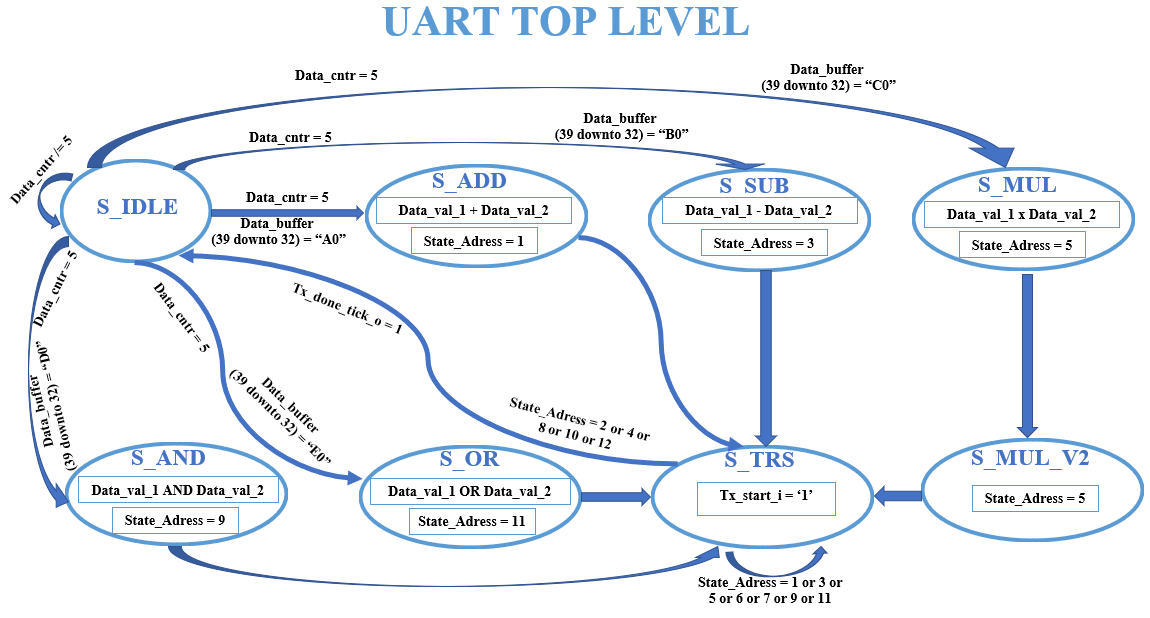 UART TOP LEVEL
Data_cntr = 5
Data_buffer
(39 downto 32) = “C0”
Data_cntr = 5
Data_buffer
(39 downto 32) = “B0”
Data_cntr /= 5
S_IDLE
Data_cntr = 5
Data_buffer
(39 downto 32) = “A0”
S_ADD
Data_val_1 + Data_val_2
State_Adress = 1
S_SUB
Data_val_1 - Data_val_2
State_Adress = 3
S_MUL
Data_val_1 x Data_val_2
State_Adress = 5
Data_cntr = 5
Data_buffer
(39 downto 32) = “D0”
Data_cntr = 5
Data_buffer
(39 downto 32) = “E0”
Tx_done_tick_o = 1
State_Adress = 2 or 4 or
8 or 10 or 12
S_AND
Data_val_1 AND Data_val_2
State_Adress = 9
S_OR
Data_val_1 OR Data_val_2
State_Adress = 11
S_TRS
Tx_start_i = ‘1’
S_MUL_V2
State_Adress = 5
State_Adress = 1 or 3 or
5 or 6 or 7 or 9 or 11